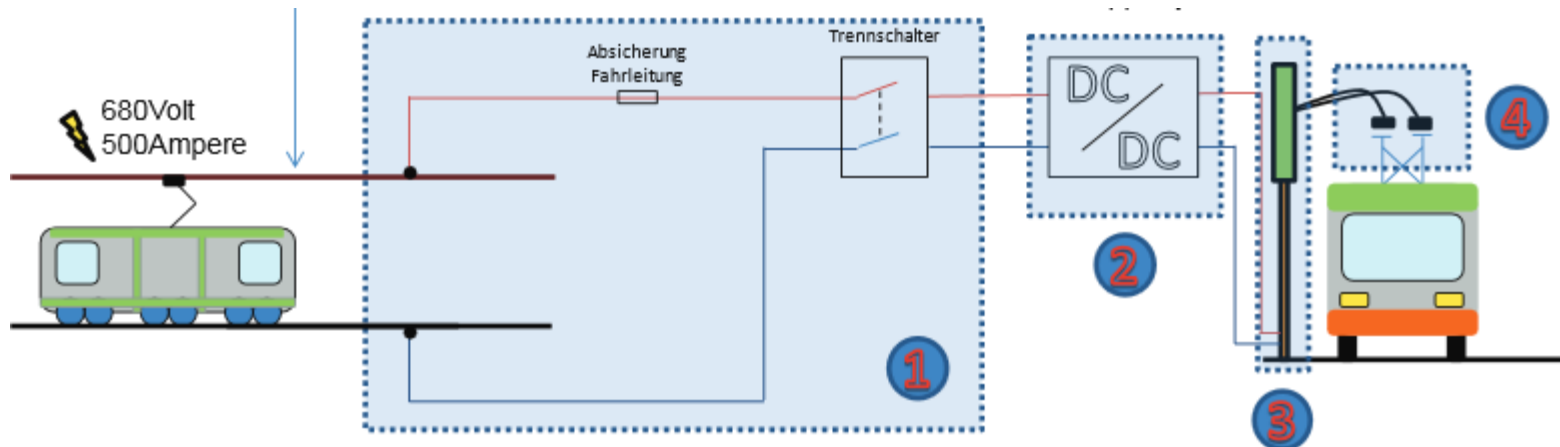 Trennschalter
Absicherung
Fahrleitung
680Volt
500Ampere
DC
DC
1
2
3
4